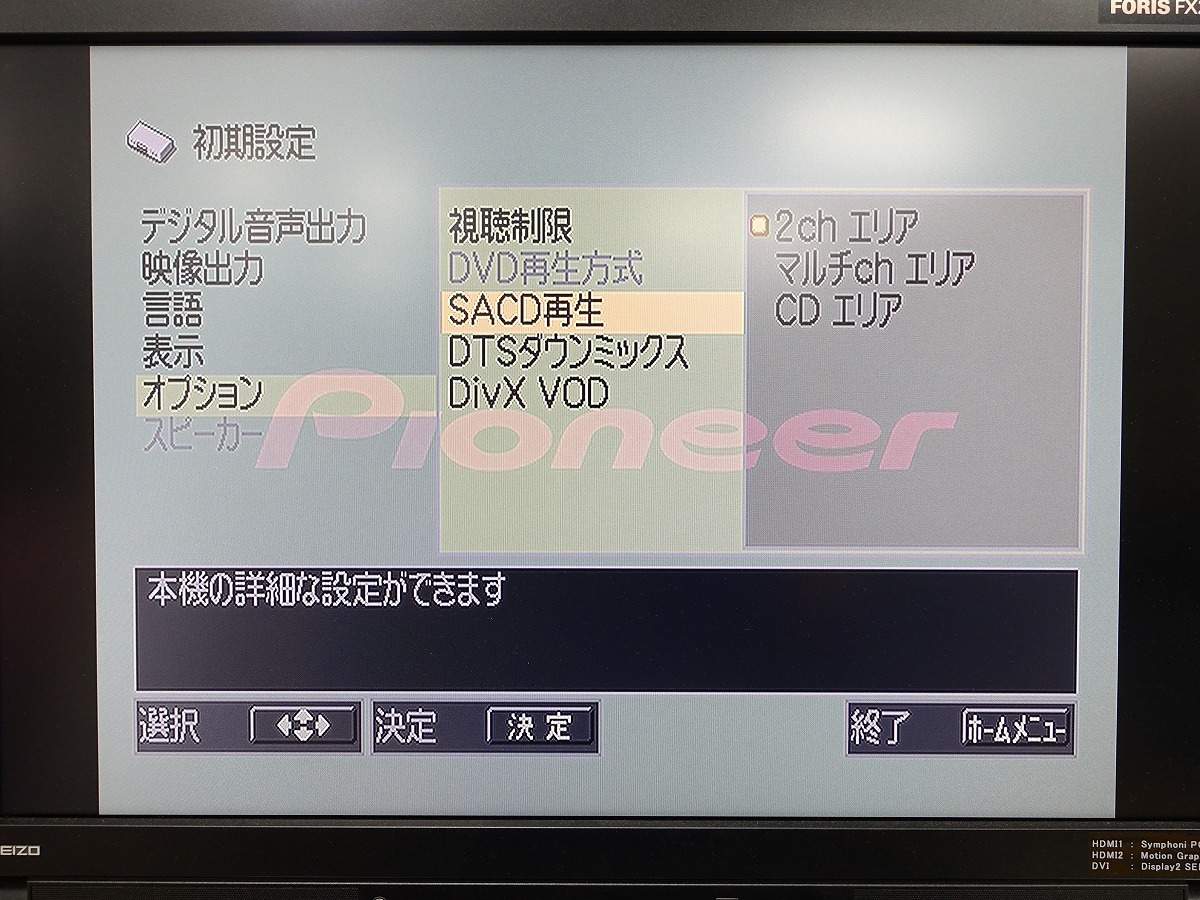 FORIS FX
初期設定
デジタル音声出力
映像出力
言語
表示
オプション
スピーカー
視聴制限
DVD再生方式
SACD再生
DTSダウンミックス
DivX VOD
2ch エリア
マルチch エリア
CD エリア
Pioneer
本機の詳細な設定ができます
選択
決定 決定
終了 ホームメニュー
EIZO
HDMI1 : Symphoni
HDMI2 : Motion
DVI : Display2